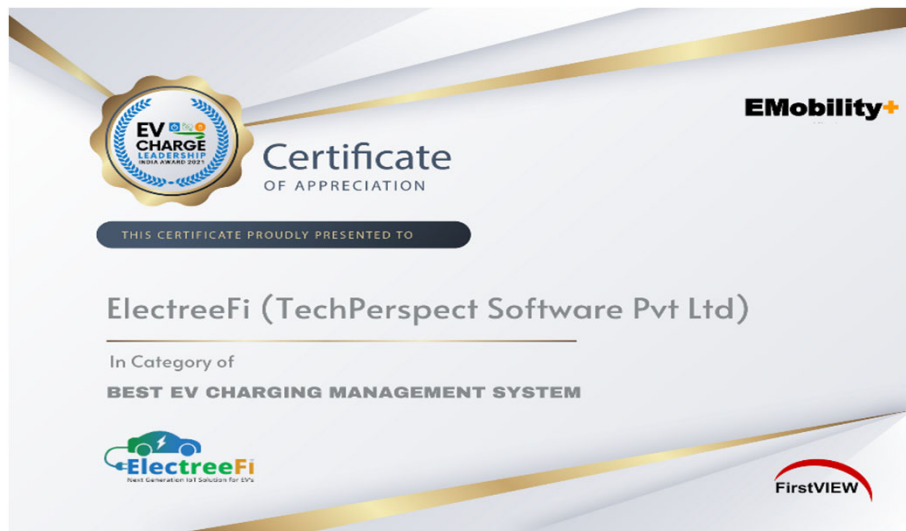 EMobility+
EV
CHARGE
LEADERSHIP
INDIA AWARD 2021
Certificate
OF APPRECIATION
THIS CERTIFICATE PROUDLY PRESENTED TO
ElectreeFi (TechPerspect Software Pvt Ltd)
In Category of
BEST EV CHARGING MANAGEMENT SYSTEM
ElectreeFi
Next Generation IoT Solution for EV's
FirstVIEW